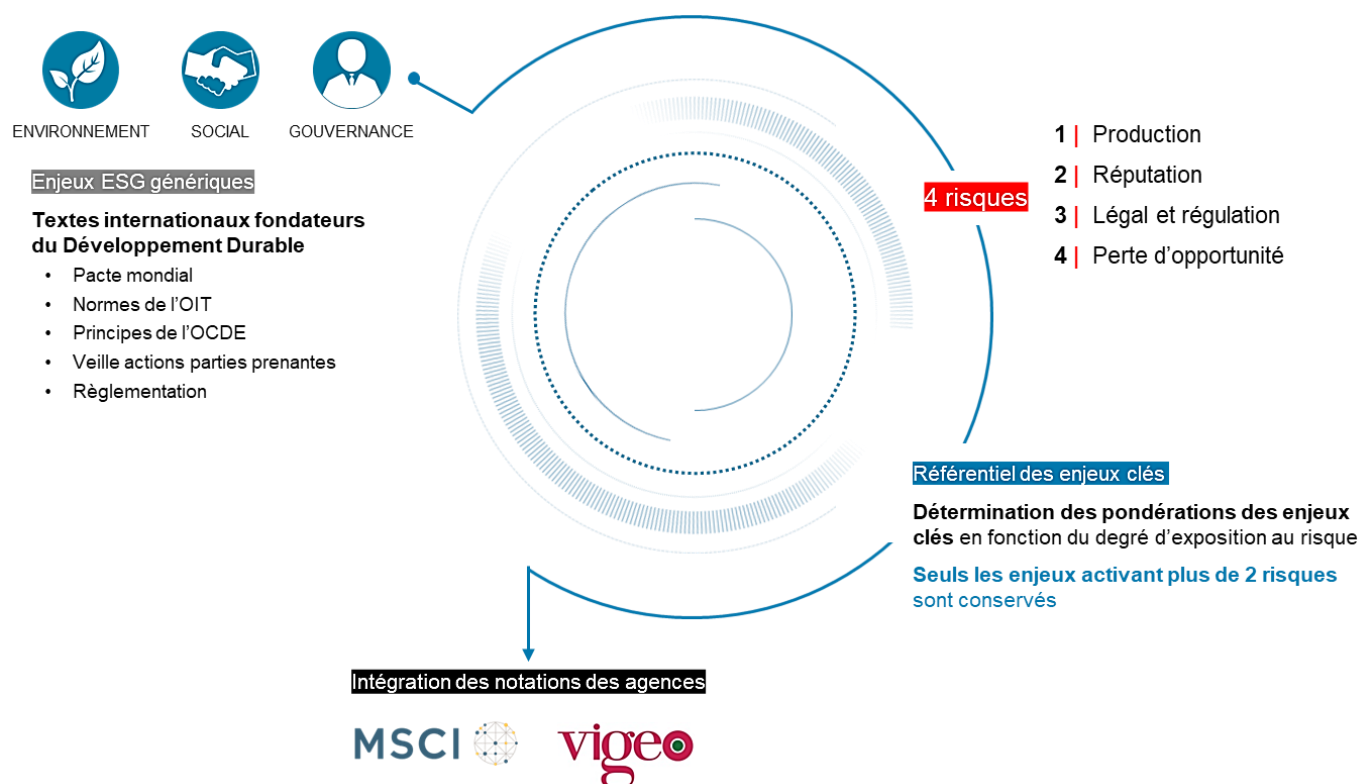 ENVIRONNEMENT
SOCIAL
GOUVERNANCE
Enjeux ESG génériques
Textes internationaux fondateurs
du Développement Durable
• Pacte mondial
• Normes de l'OIT
• Principes de l'OCDE
• Veille actions parties prenantes
• Règlementation
4 risques
1 | Production
2 | Réputation
3 | Légal et régulation
4 | Perte d'opportunité
Référentiel des enjeux clés
Détermination des pondérations des enjeux
clés en fonction du degré d'exposition au risque
Seuls les enjeux activant plus de 2 risques
sont conservés
Intégration des notations des agences
MSCI
vigeo